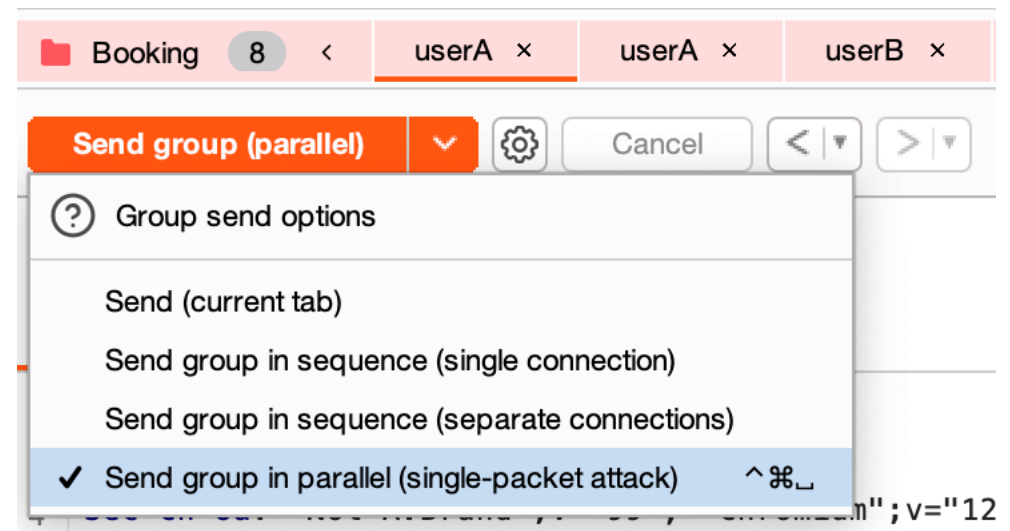 Booking 8 < userA × userA × userB ×
Send group (parallel) Cancel < >
Group send options
Send (current tab)
Send group in sequence (single connection)
Send group in sequence (separate connections)
✓ Send group in parallel (single-packet attack) ^⌘⎵
";v="12